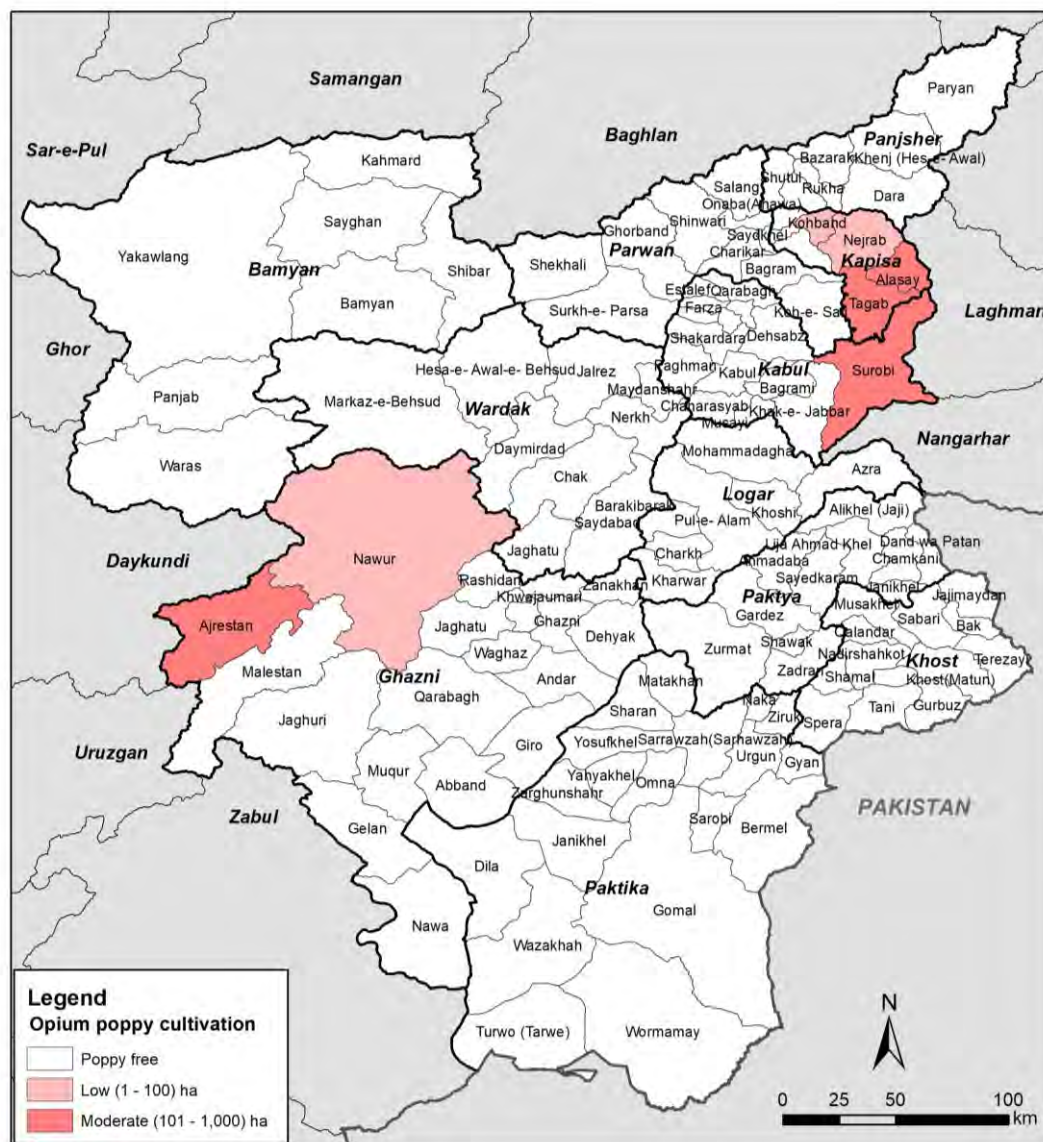 Samangan
Paryan
Sar-e-Pul
Baghlan
Panjsher
Kahmard
Bazarak
Khenj (Hes-e- Awal)
Shutul
Rukha
Salang
Dara
Onaba(Anawa)
Sayghan
Shinwari
Kohband
Ghorband
Nejrab
Saydkhel
Yakawlang
Parwan
Charikar
Kapisa
Bamyan
Shibar
Shekhali
Bagram
Alasay
Estalef
Qarabagh
Bamyan
Farza
Tagab
Surkh-e- Parsa
Laghman
Shakardara
Dehsabz
Ghor
Hesa-e- Awal-e- Behsud
Jalrez
Paghman
Kabul
Kabul
Surobi
Panjab
Maydanshahr
Bagrami
Markaz-e-Behsud
Wardak
Chaharasyab
Khak-e- Jabbar
Nerkh
Musayi
Nangarhar
Daymirdad
Mohammadagha
Waras
Azra
Chak
Logar
Barakibarak
Khoshi
Alikhel (Jaji)
Saydabad
Pul-e- Alam
Daykundi
Nawur
Jaghatu
Charkh
Lija Ahmad Khel
Dand wa Patan
Chamkani
Rashidan
Zanakhan
Kharwar
Sayedkaram
Janikhel
Khwajaumari
Paktya
Jajimaydan
Ajrestan
Gardez
Musakhel
Jaghatu
Ghazni
Sabari
Bak
Dehyak
Qalandar
Shawak
Waghaz
Zurmat
Nadirshahkot
Khost
Terezay
Malestan
Zadran
Shamal
Khost(Matun)
Ghazni
Andar
Matakhan
Qarabagh
Naka
Tani
Gurbuz
Jaghuri
Sharan
Ziruk
Spera
Uruzgan
Giro
Yosufkhel
Sarrawzah(Sarhawzah)
Urgun
Gyan
Muqur
Yahyakhel
Omna
Abband
Zarghunshahr
PAKISTAN
Zabul
Sarobi
Bermel
Gelan
Janikhel
Dila
Paktika
Gomal
Nawa
Wazakhah
Legend
Opium poppy cultivation
Poppy free
Low (1 - 100) ha
Moderate (101 - 1,000) ha
Turwo (Tarwe)
Wormamay
N
0 25 50 100
km